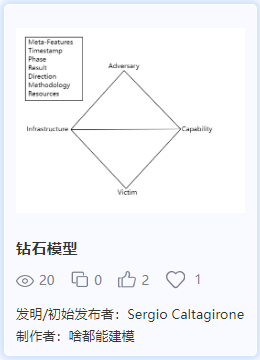 Meta-Features
Timestamp
Phase
Result
Direction
Methodology
Resources
Adversary
Infrastructure
Capability
Victim
钻石模型
20
0
2
1
发明/初始发布者：Sergio Caltagirone
制作者：啥都能建模